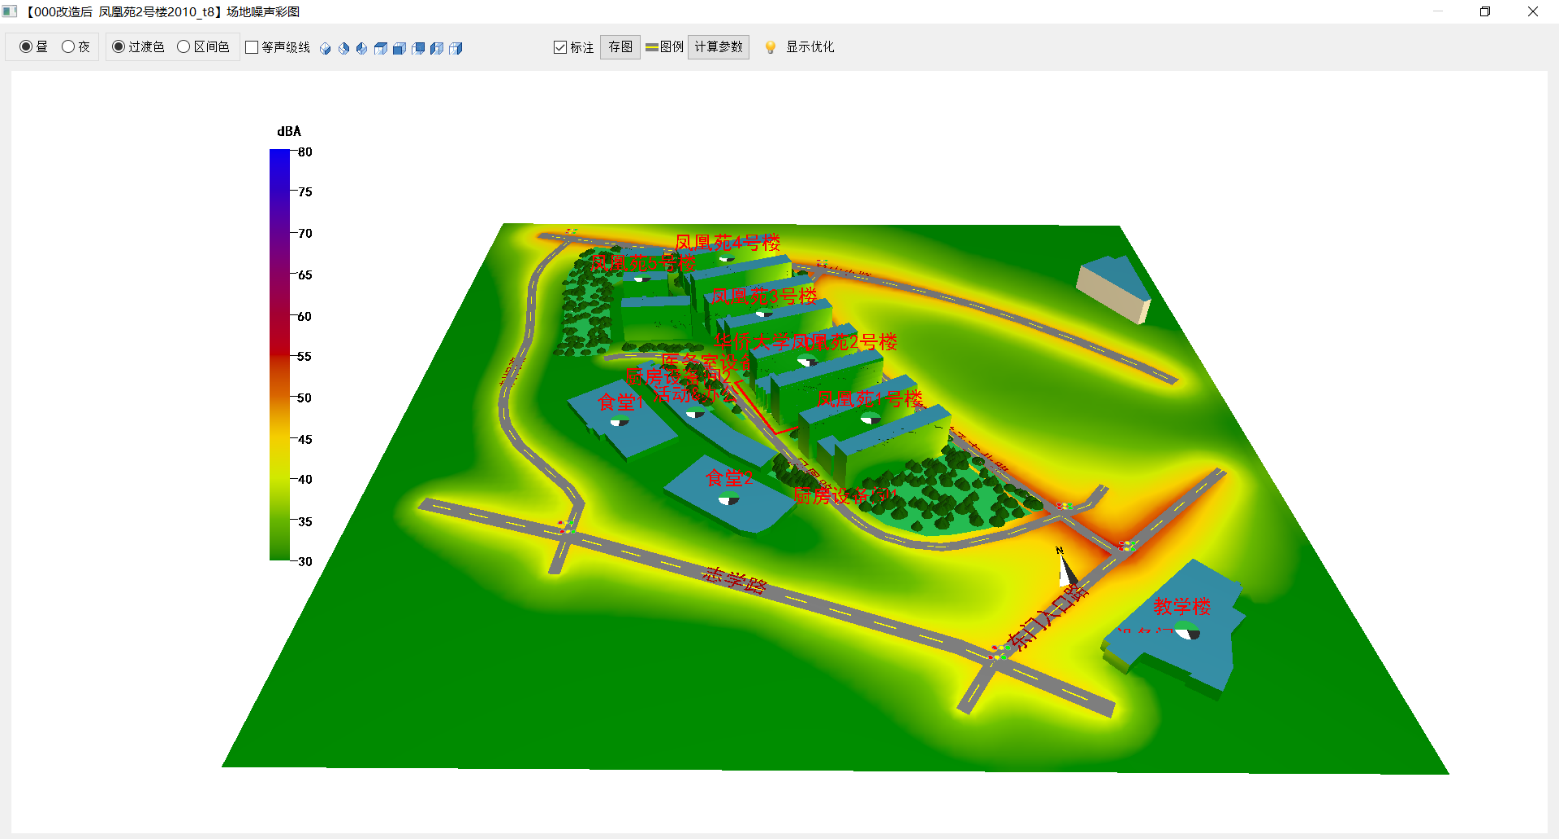 【000改造后  凤凰苑2号楼2010_t8】场地噪声彩图
昼 夜 过渡色 区间色 等声级线 标注 存图 图例 计算参数 显示优化
dBA
80
75
70
65
60
55
50
45
40
35
30
凤凰苑4号楼
凤凰苑5号楼
凤凰苑3号楼
华侨大学凤凰苑2号楼
医务室设备
厨房设备间
活动
食堂1
凤凰苑1号楼
食堂2
厨房设备间1
志学路
东门入口路
教学楼
设备间
N